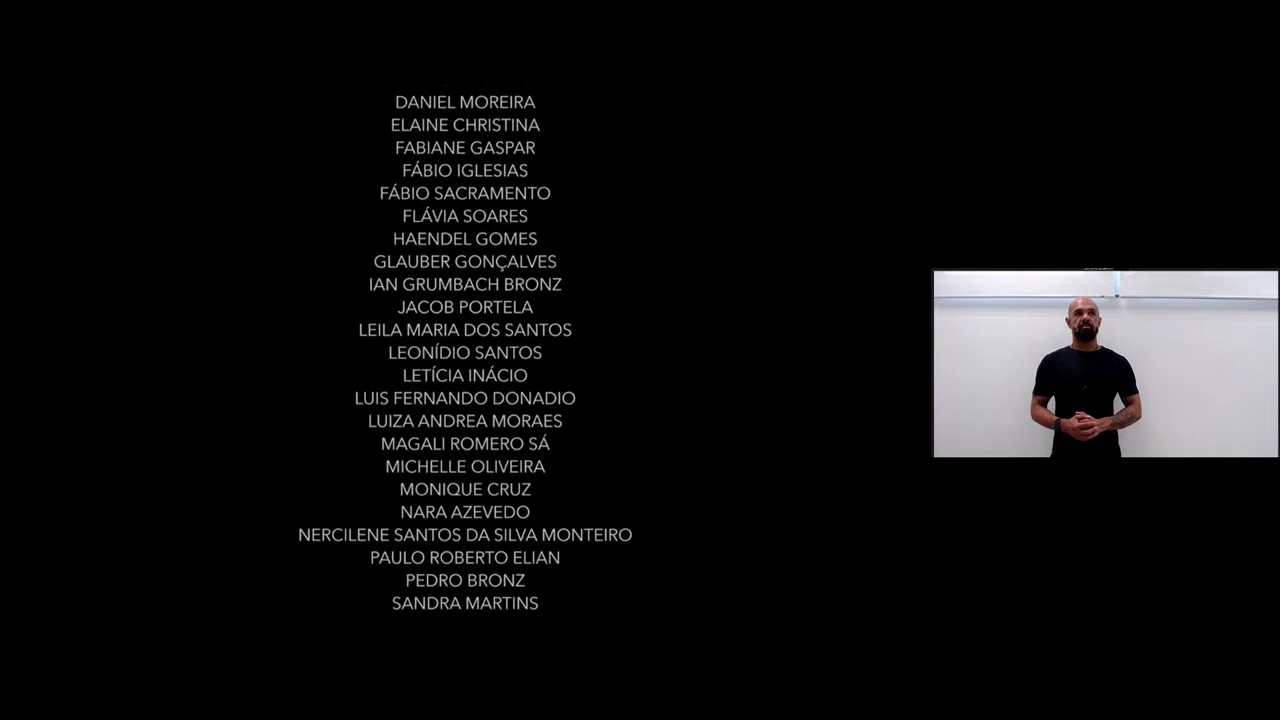 DANIEL MOREIRA
ELAINE CHRISTINA
FABIANE GASPAR
FÁBIO IGLESIAS
FÁBIO SACRAMENTO
FLÁVIA SOARES
HAENDEL GOMES
GLAUBER GONÇALVES
IAN GRUMBACH BRONZ
JACOB PORTELA
LEILA MARIA DOS SANTOS
LEONÍDIO SANTOS
LETÍCIA INÁCIO
LUIS FERNANDO DONADIO
LUIZA ANDREA MORAES
MAGALI ROMERO SÁ
MICHELLE OLIVEIRA
MONIQUE CRUZ
NARA AZEVEDO
NERCILENE SANTOS DA SILVA MONTEIRO
PAULO ROBERTO ELIAN
PEDRO BRONZ
SANDRA MARTINS